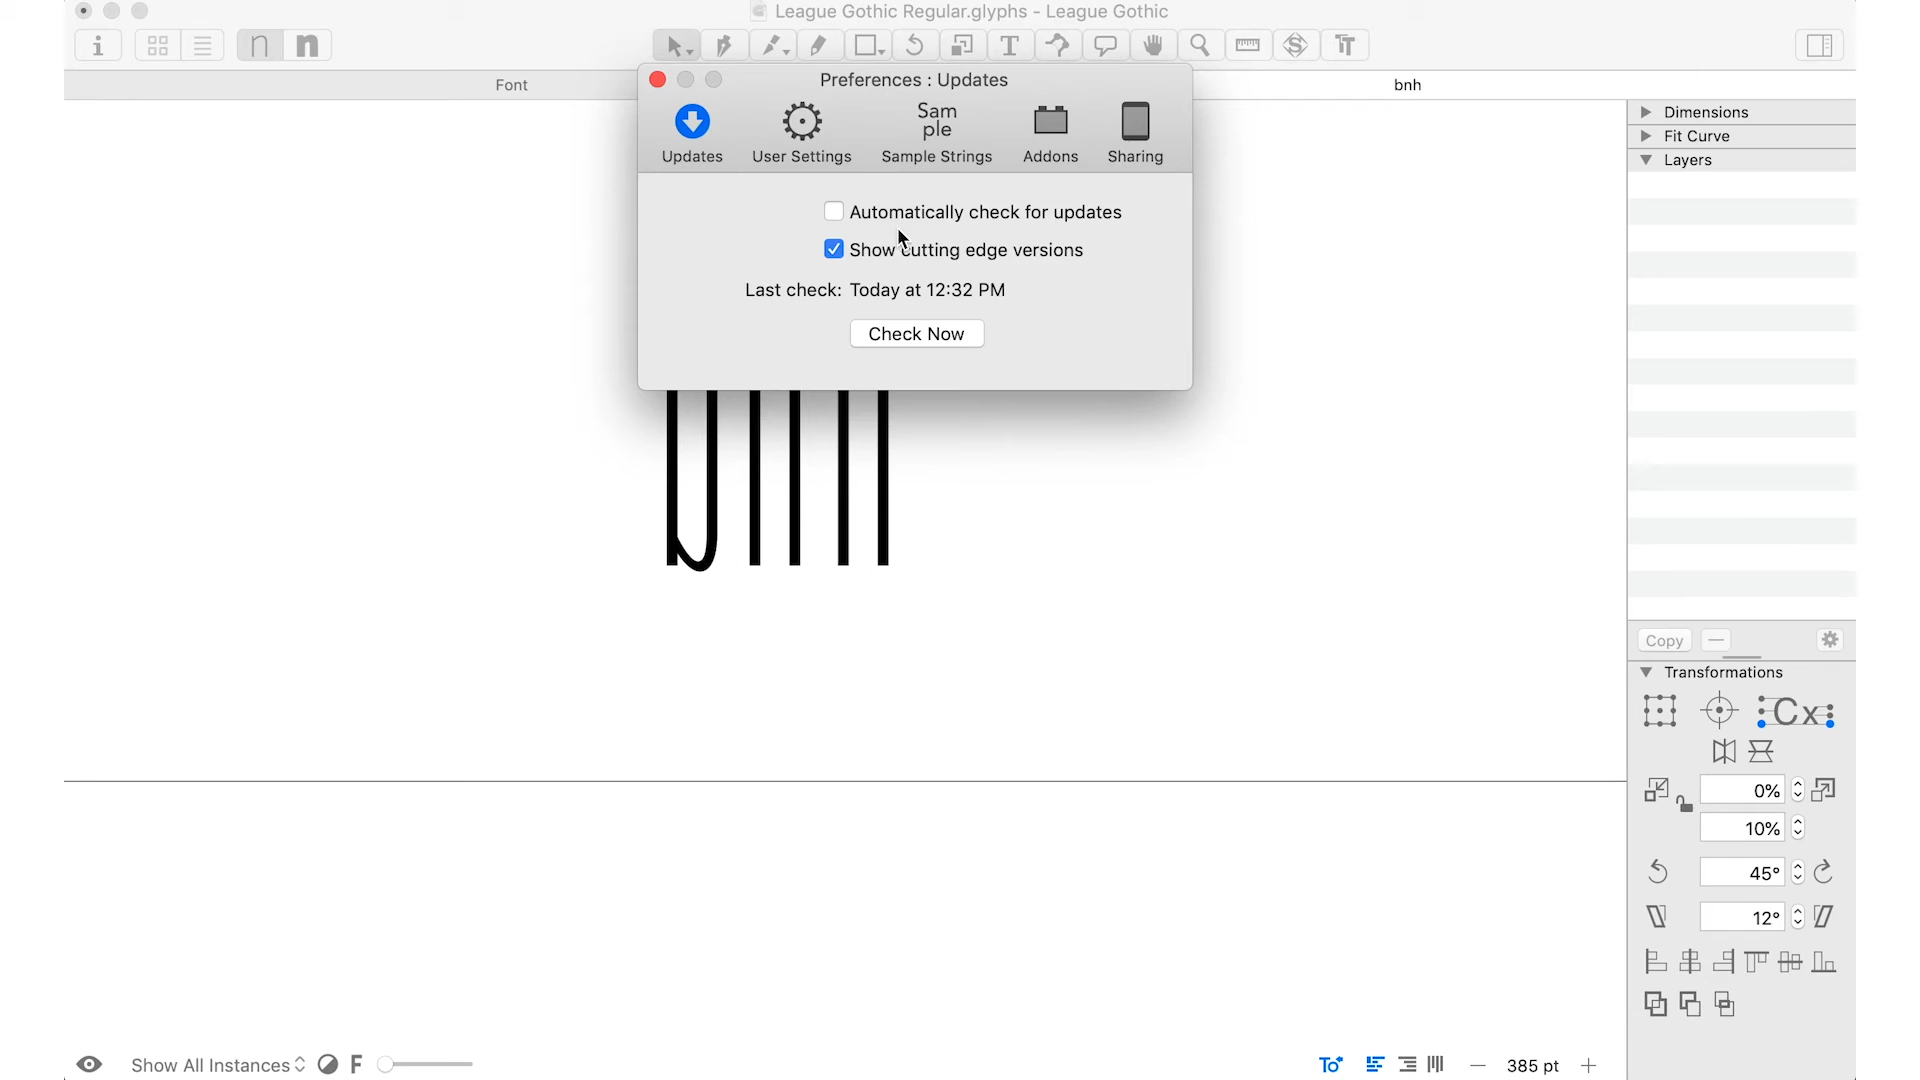 League Gothic Regular.glyphs - League Gothic
Font
bnh
Preferences : Updates
Sam
ple
Updates
User Settings
Sample Strings
Addons
Sharing
Automatically check for updates
Show cutting edge versions
Last check: Today at 12:32 PM
Check Now
Dimensions
Fit Curve
Layers
Copy
Transformations
0%
10%
45°
12°
Show All Instances
F
385 pt